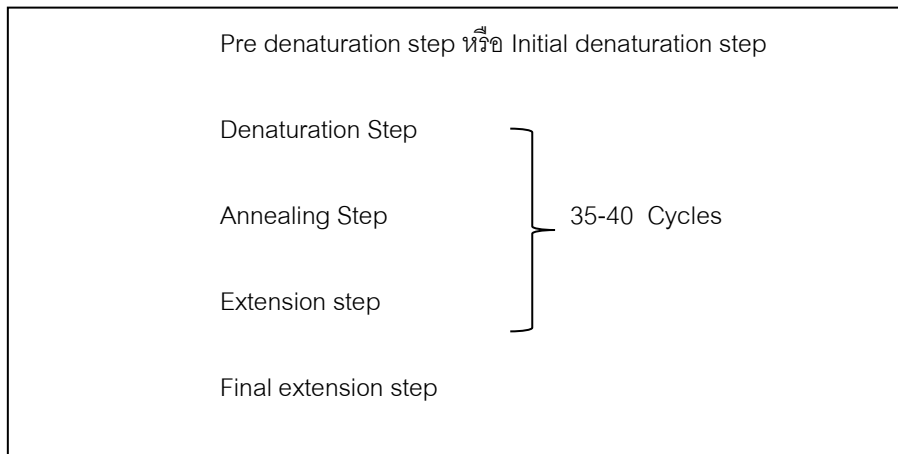 Pre denaturation step หรือ Initial denaturation step
Denaturation Step
Annealing Step
35-40 Cycles
Extension step
Final extension step